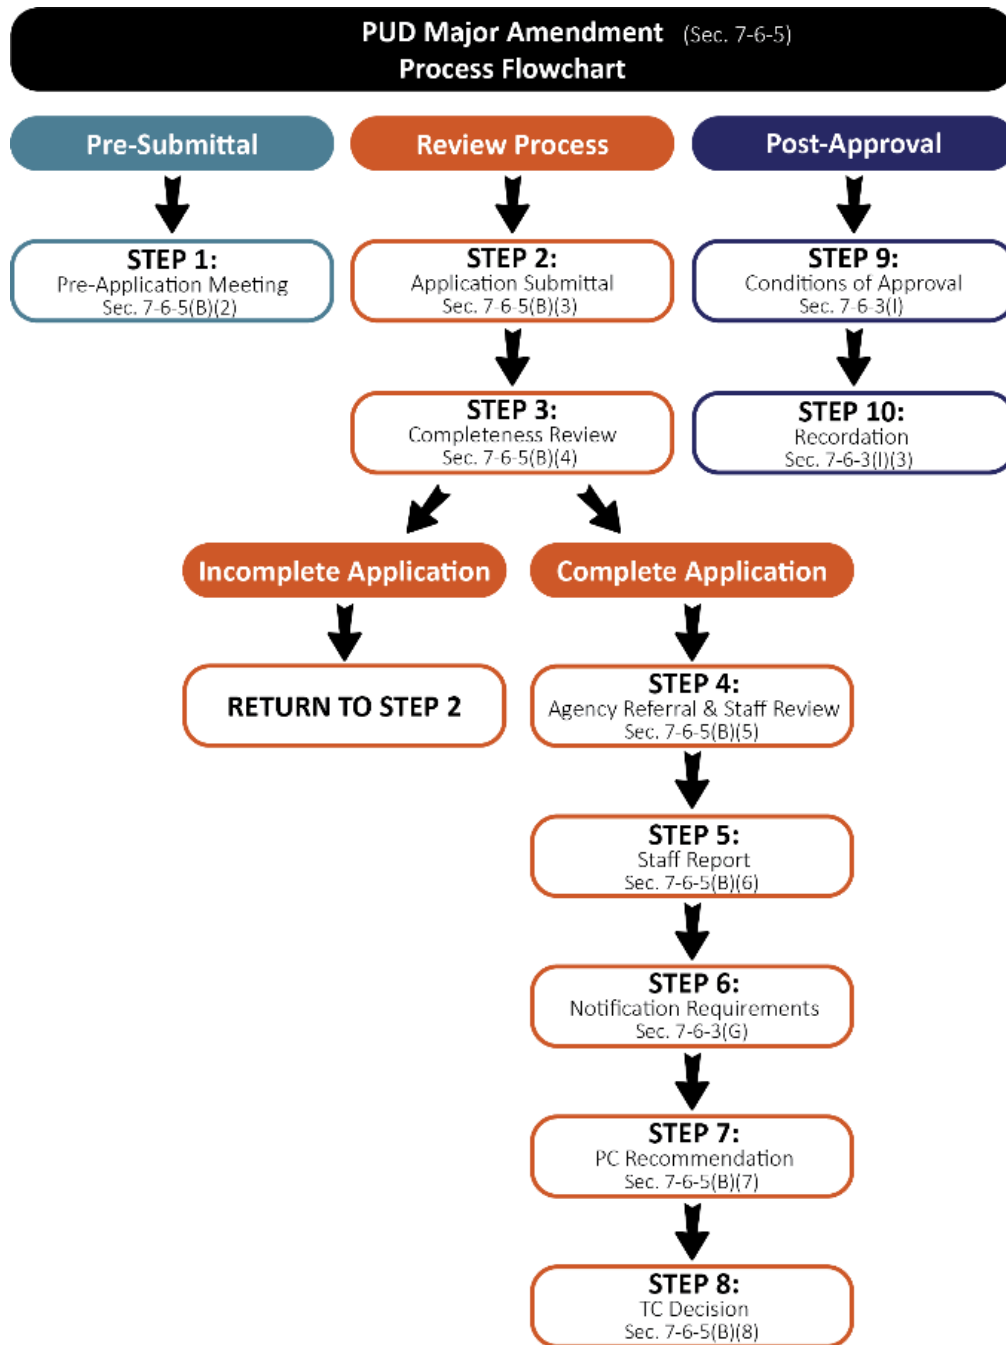 PUD Major Amendment (Sec. 7-6-5)
Process Flowchart
Pre-Submittal
Review Process
Post-Approval
STEP 1:
Pre-Application Meeting
Sec. 7-6-5(B)(2)
STEP 2:
Application Submittal
Sec. 7-6-5(B)(3)
STEP 9:
Conditions of Approval
Sec. 7-6-3(I)
STEP 3:
Completeness Review
Sec. 7-6-5(B)(4)
STEP 10:
Recordation
Sec. 7-6-3(I)(3)
Incomplete Application
Complete Application
RETURN TO STEP 2
STEP 4:
Agency Referral & Staff Review
Sec. 7-6-5(B)(5)
STEP 5:
Staff Report
Sec. 7-6-5(B)(6)
STEP 6:
Notification Requirements
Sec. 7-6-3(G)
STEP 7:
PC Recommendation
Sec. 7-6-5(B)(7)
STEP 8:
TC Decision
Sec. 7-6-5(B)(8)